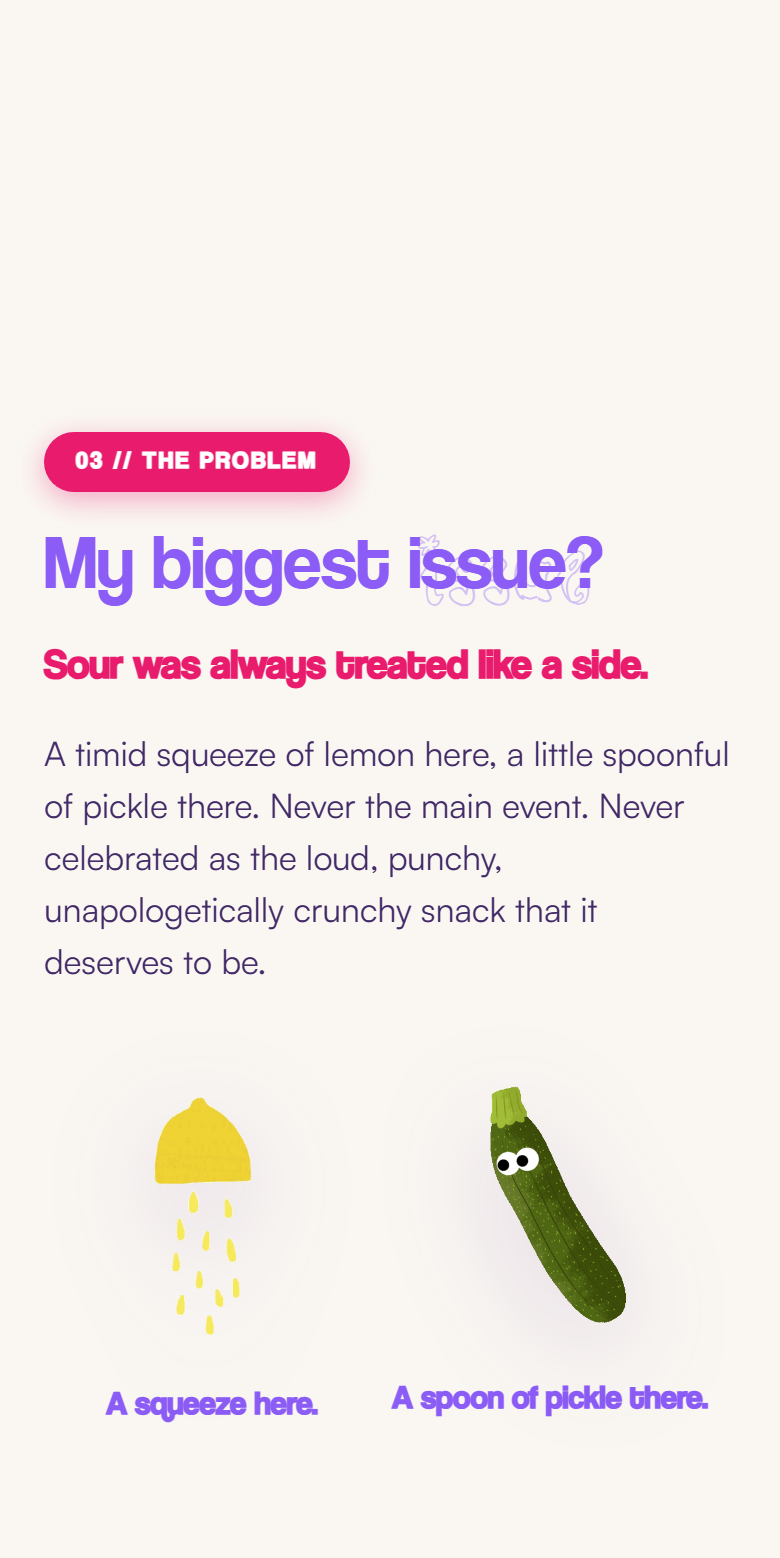 03 // THE PROBLEM
My biggest issue?
Sour was always treated like a side.
A timid squeeze of lemon here, a little spoonful
of pickle there. Never the main event. Never
celebrated as the loud, punchy,
unapologetically crunchy snack that it
deserves to be.
A squeeze here.
A spoon of pickle there.